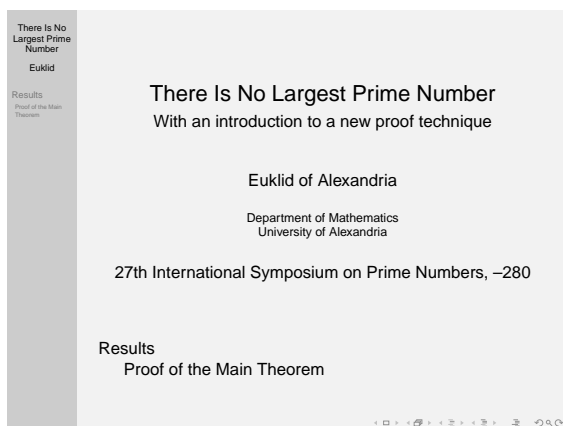 There Is No
Largest Prime
Number
Euklid
Results
Proof of the Main
Theorem
There Is No Largest Prime Number
With an introduction to a new proof technique
Euklid of Alexandria
Department of Mathematics
University of Alexandria
27th International Symposium on Prime Numbers, –280
Results
Proof of the Main Theorem